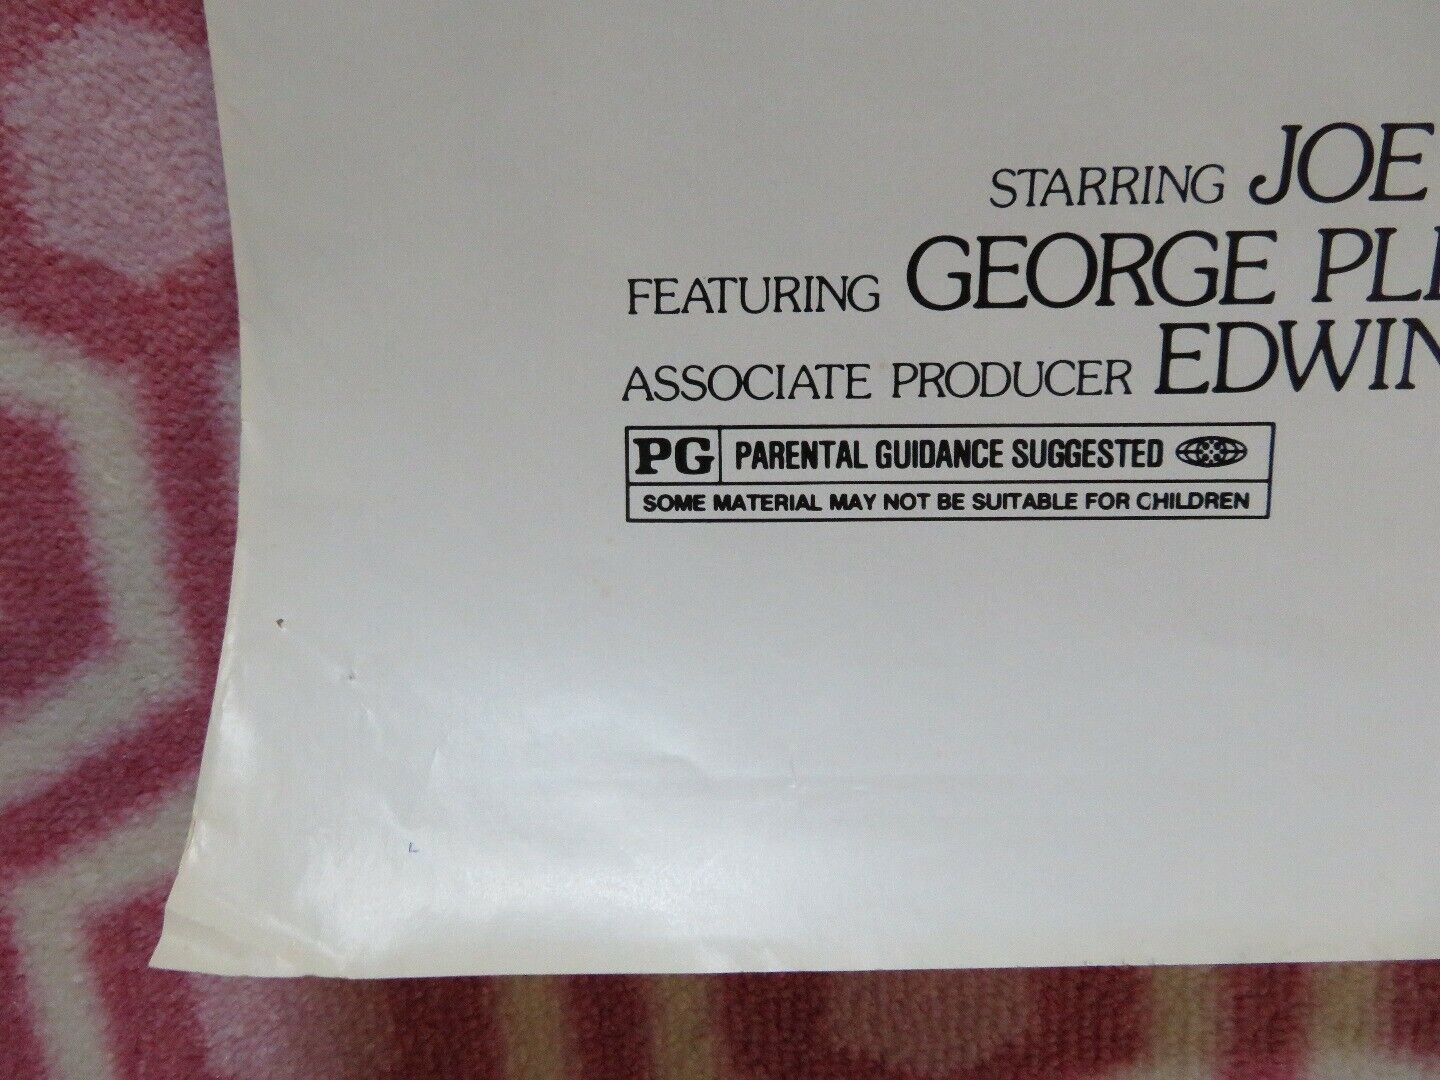 STARRING JOE
FEATURING GEORGE
ASSOCIATE PRODUCER EDWIN
PG PARENTAL GUIDANCE SUGGESTED
SOME MATERIAL MAY NOT BE SUITABLE FOR CHILDREN